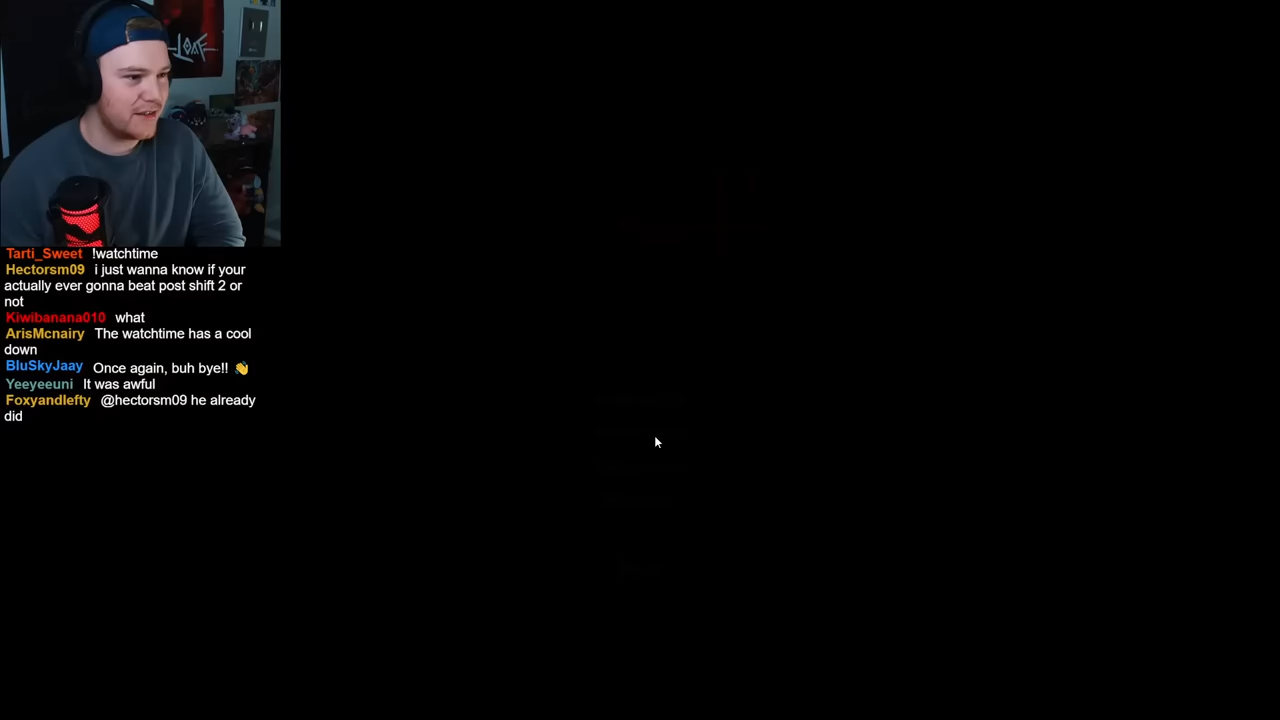 LOAF
Tarti_Sweet !watchtime
Hectorsm09 i just wanna know if your
actually ever gonna beat post shift 2 or
not
Kiwibanana010 what
ArisMcnairy The watchtime has a cool
down
BluSkyJaay Once again, buh bye!! 👋
Yeeyeeuni It was awful
Foxyandlefty @hectorsm09 he already
did